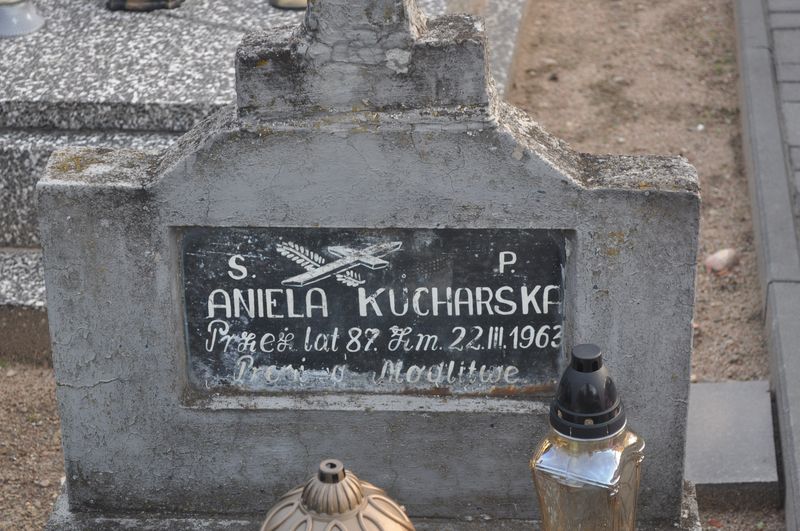 S. P.
ANIELA KUCHARSKA
Przeż. lat 87. Zm. 22.III.1963
Prosi o Modlitwę